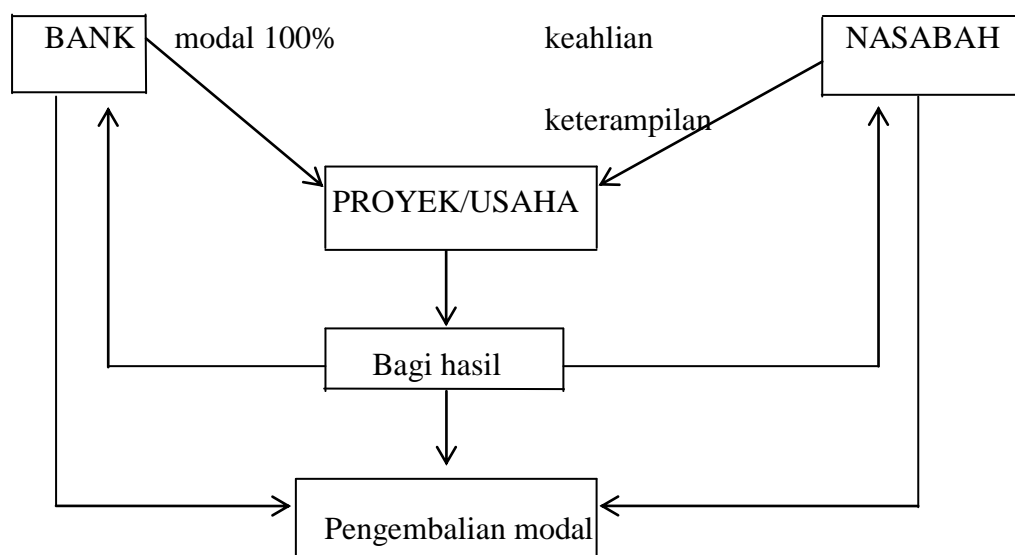 BANK
modal 100%
keahlian
NASABAH
keterampilan
PROYEK/USAHA
Bagi hasil
Pengembalian modal